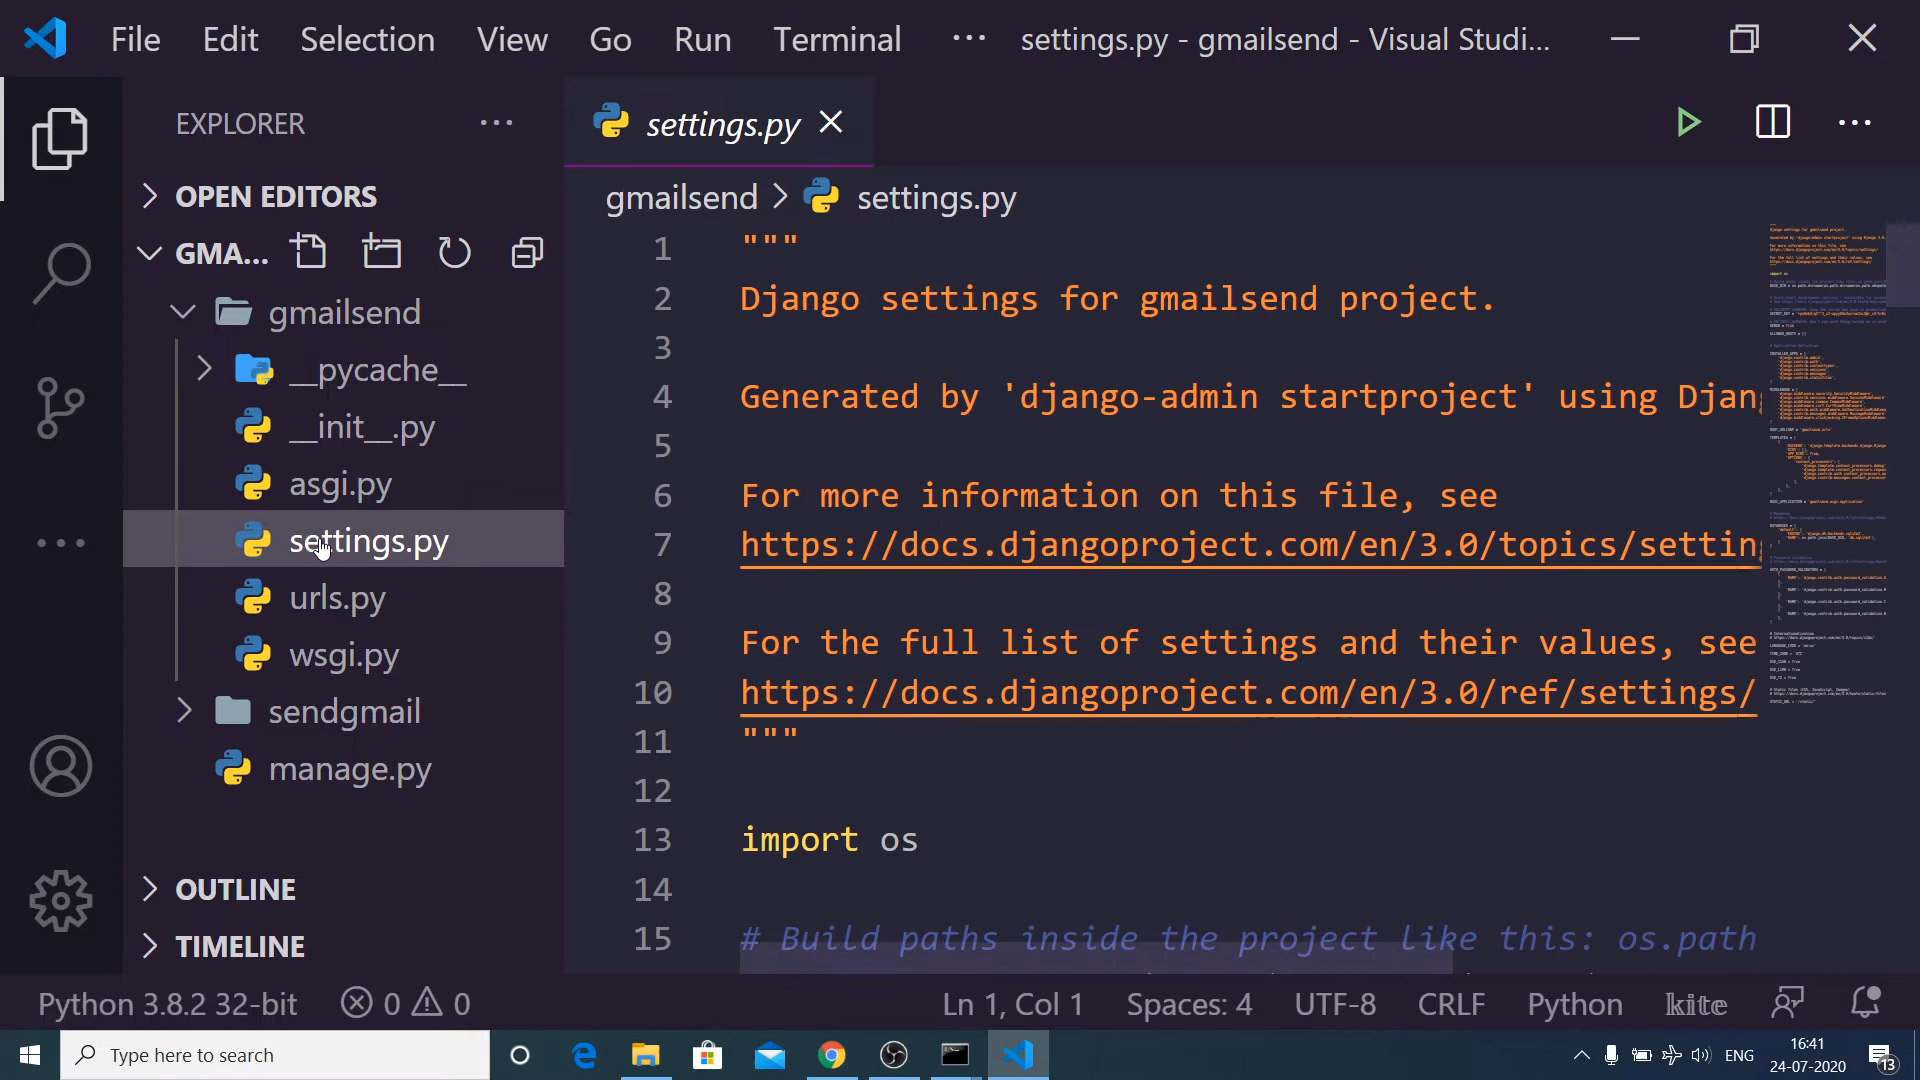 File Edit Selection View Go Run Terminal ··· settings.py - gmailsend - Visual Studi...
EXPLORER
settings.py
OPEN EDITORS
gmailsend > settings.py
GMA...
gmailsend
__pycache__
__init__.py
asgi.py
settings.py
urls.py
wsgi.py
sendgmail
manage.py
OUTLINE
TIMELINE
1 """
2 Django settings for gmailsend project.
3
4 Generated by 'django-admin startproject' using Djan
5
6 For more information on this file, see
7 https://docs.djangoproject.com/en/3.0/topics/settin
8
9 For the full list of settings and their values, see
10 https://docs.djangoproject.com/en/3.0/ref/settings/
11 """
12
13 import os
14
15 # Build paths inside the project like this: os.path
Python 3.8.2 32-bit 0 0 Ln 1, Col 1 Spaces: 4 UTF-8 CRLF Python kite
Type here to search
ENG
16:41
24-07-2020
13